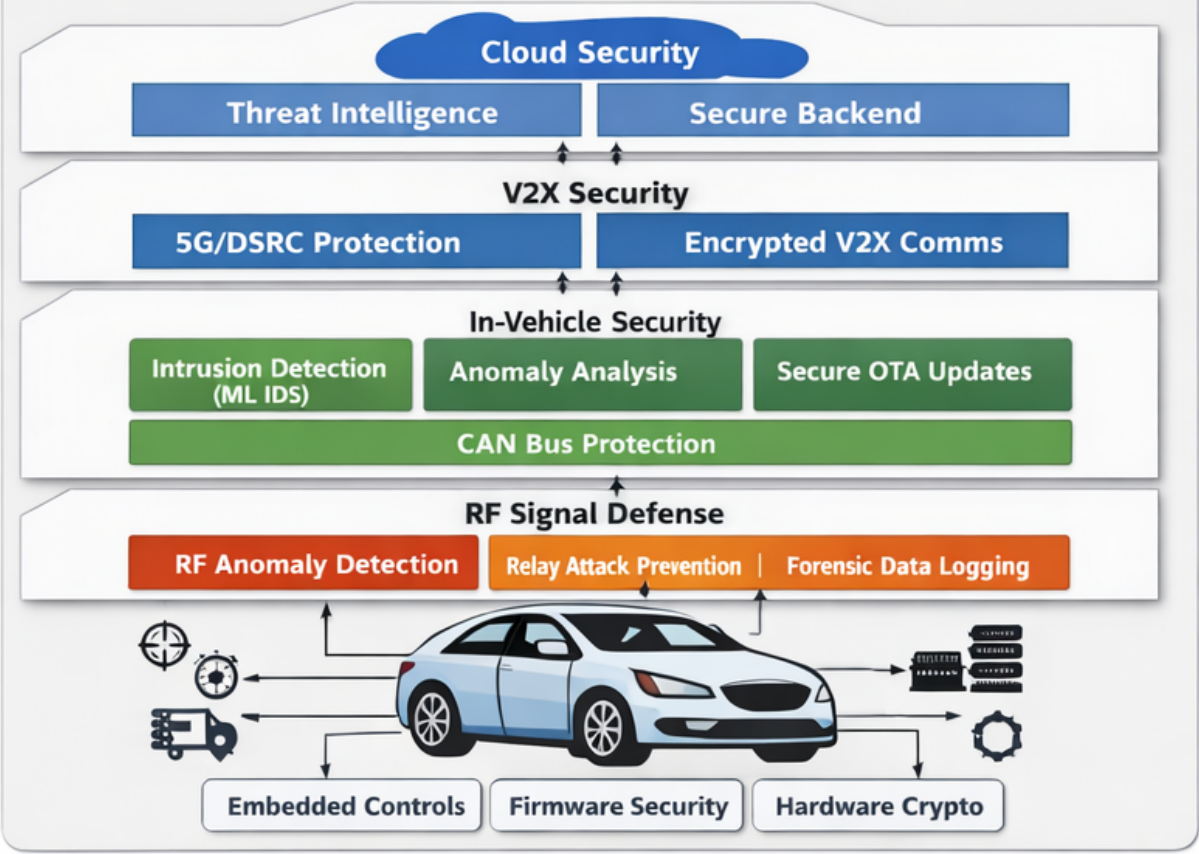 Cloud Security
Threat Intelligence
Secure Backend
V2X Security
5G/DSRC Protection
Encrypted V2X Comms
In-Vehicle Security
Intrusion Detection
(ML IDS)
Anomaly Analysis
Secure OTA Updates
CAN Bus Protection
RF Signal Defense
RF Anomaly Detection
Relay Attack Prevention | Forensic Data Logging
Embedded Controls
Firmware Security
Hardware Crypto